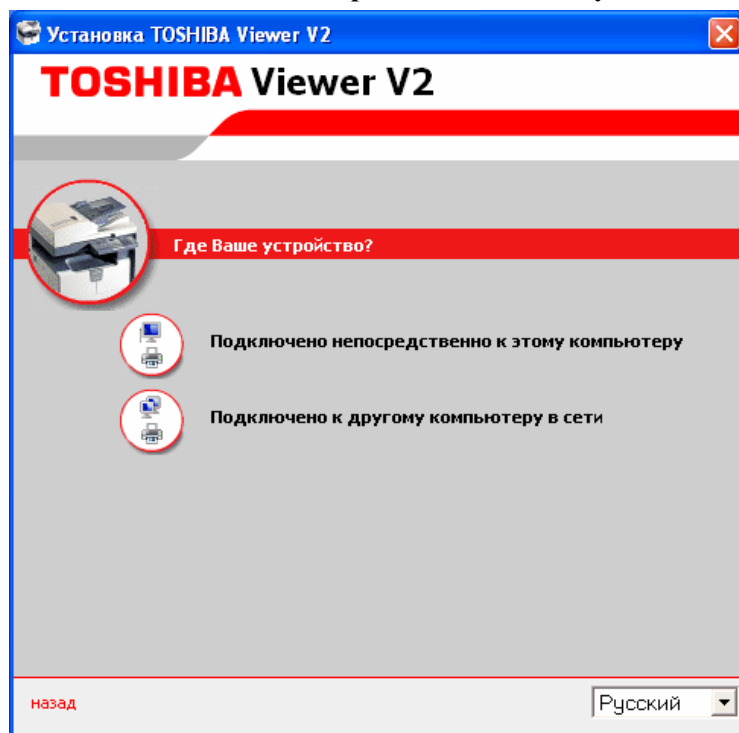 Установка TOSHIBA Viewer V2
TOSHIBA Viewer V2
Где Ваше устройство?
Подключено непосредственно к этому компьютеру
Подключено к другому компьютеру в сети
назад
Русский